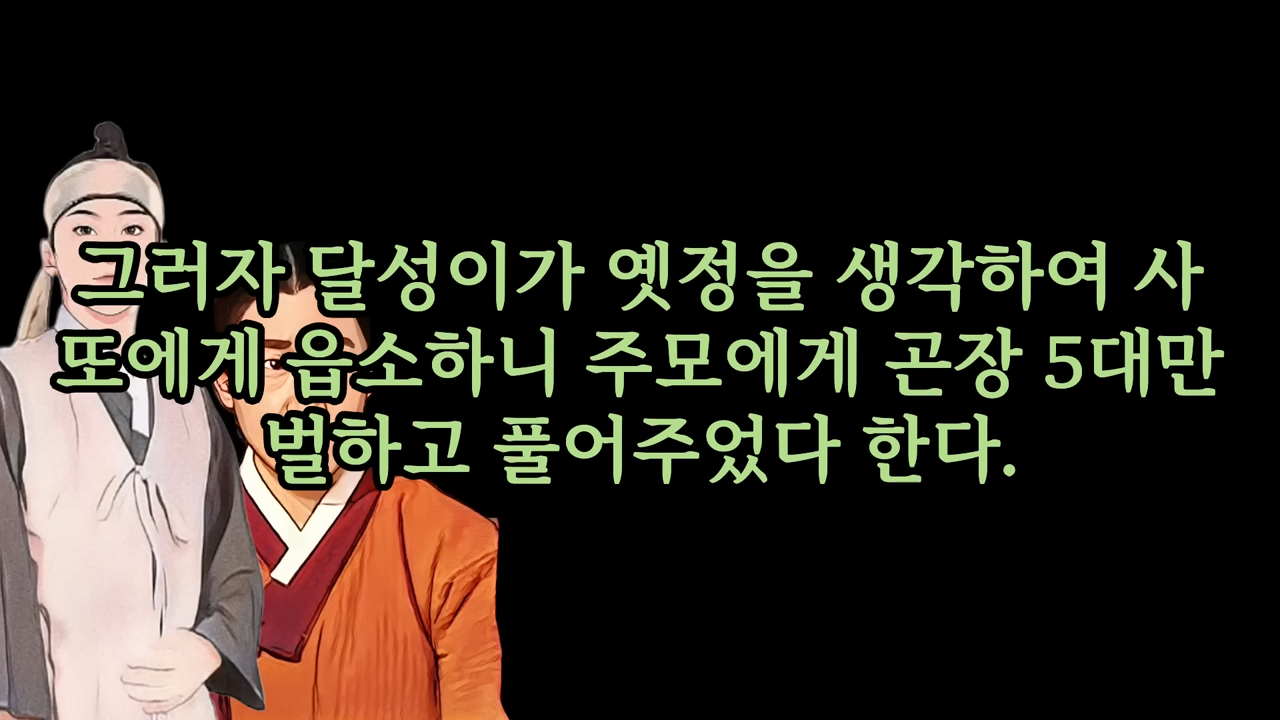 그러자 달성이가 옛정을 생각하여 사
또에게 읍소하니 주모에게 곤장 5대만
벌하고 풀어주었다 한다.